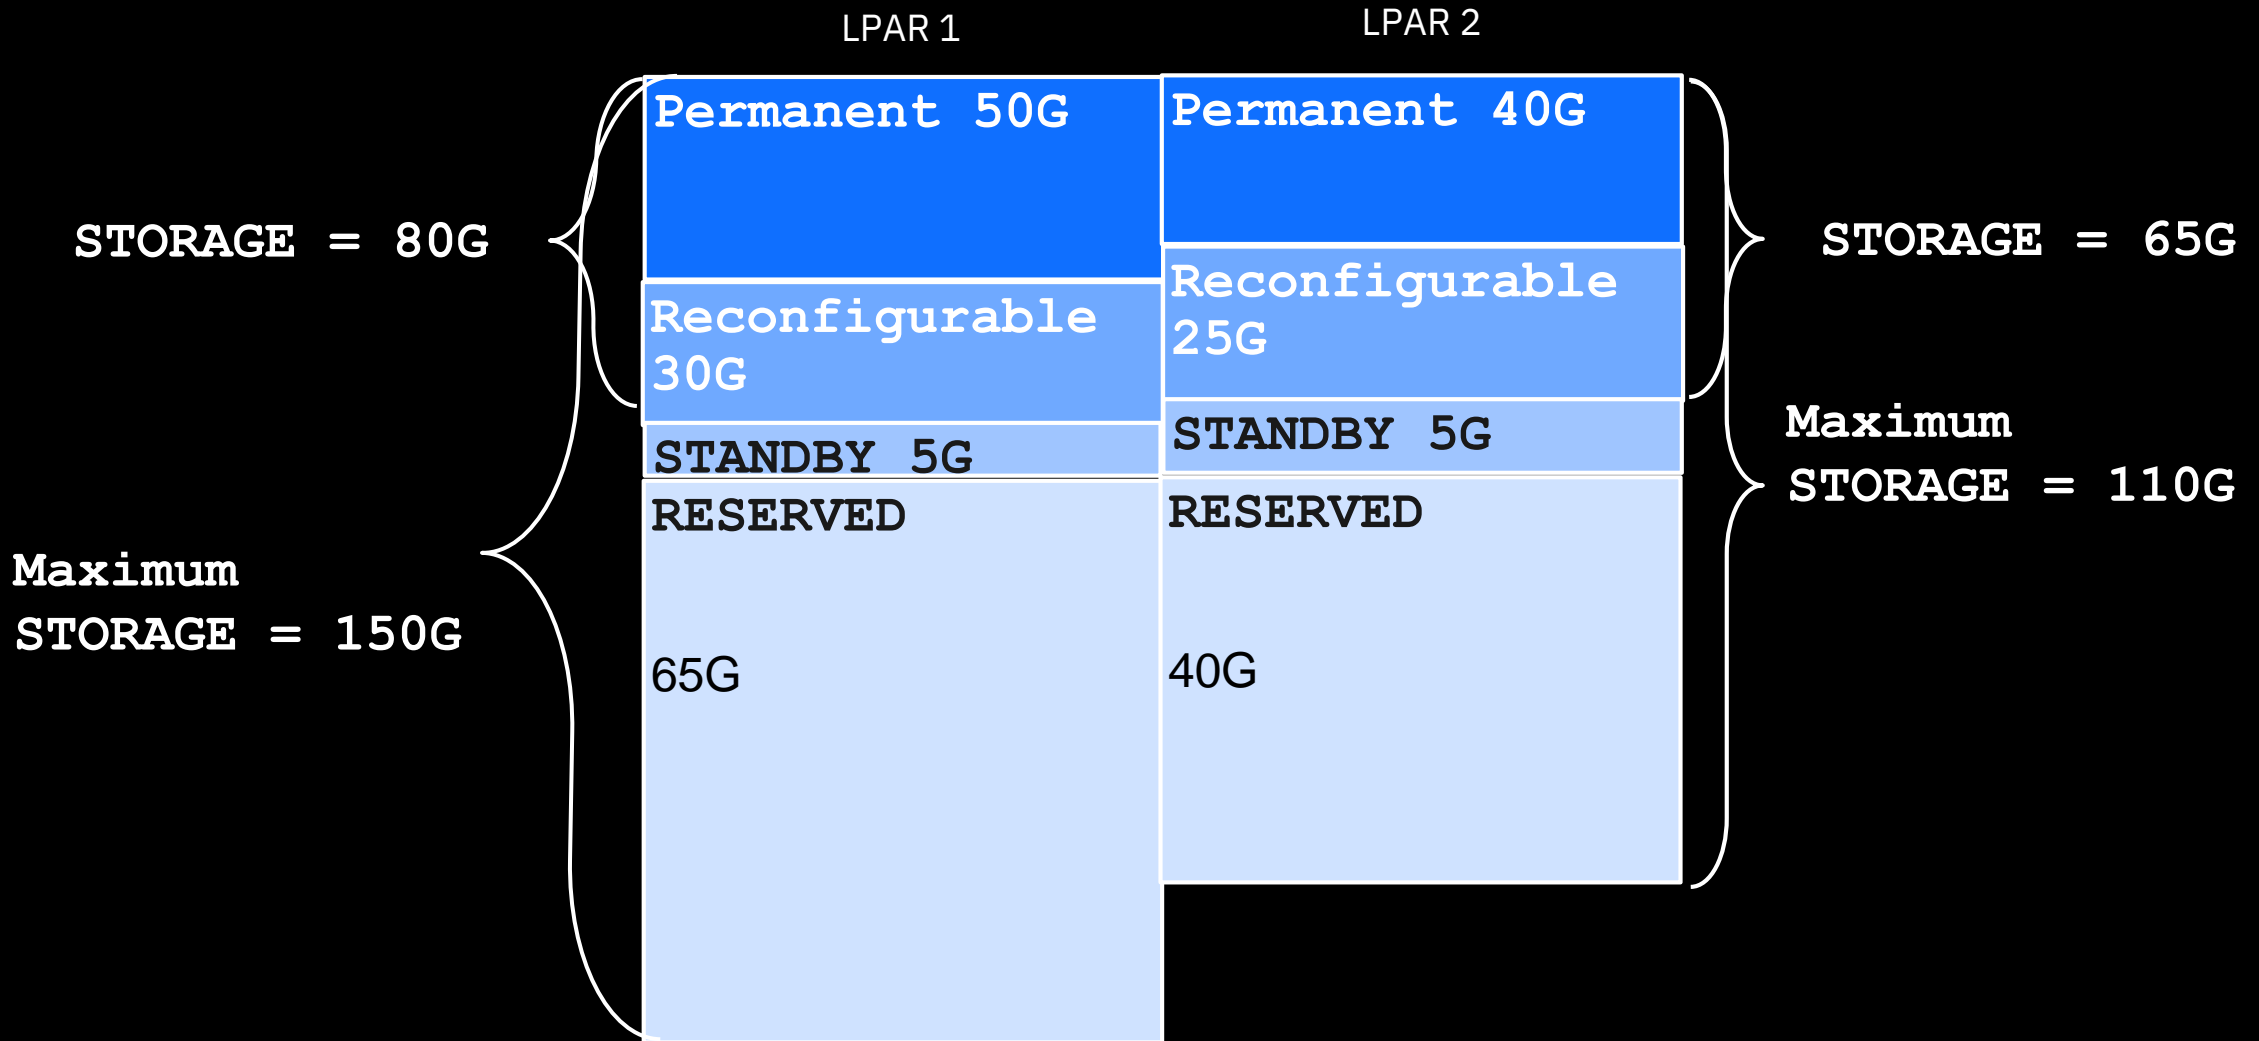 LPAR 1
LPAR 2
Permanent 50G
Permanent 40G
STORAGE = 80G
STORAGE = 65G
Reconfigurable
30G
Reconfigurable
25G
STANDBY 5G
STANDBY 5G
Maximum
STORAGE = 110G
RESERVED
65G
RESERVED
40G
Maximum
STORAGE = 150G